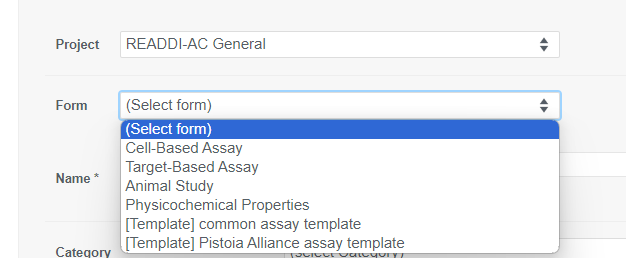 Project READDI-AC General
Form (Select form)
(Select form)
Cell-Based Assay
Target-Based Assay
Animal Study
Name *
Physicochemical Properties
[Template] common assay template
[Template] Pistoia Alliance assay template
Category (select Category)